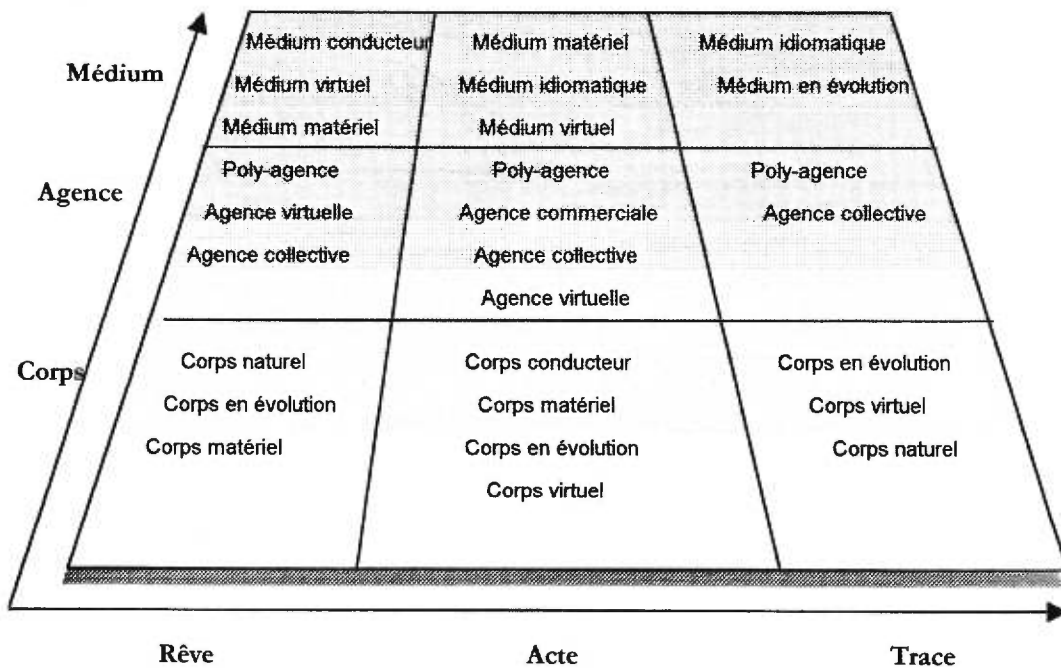 Médium
Médium conducteur
Médium virtuel
Médium matériel
Médium matériel
Médium idiomatique
Médium virtuel
Médium idiomatique
Médium en évolution
Agence
Poly-agence
Agence virtuelle
Agence collective
Poly-agence
Agence commerciale
Agence collective
Agence virtuelle
Poly-agence
Agence collective
Corps
Corps naturel
Corps en évolution
Corps matériel
Corps conducteur
Corps matériel
Corps en évolution
Corps virtuel
Corps en évolution
Corps virtuel
Corps naturel
Rêve
Acte
Trace